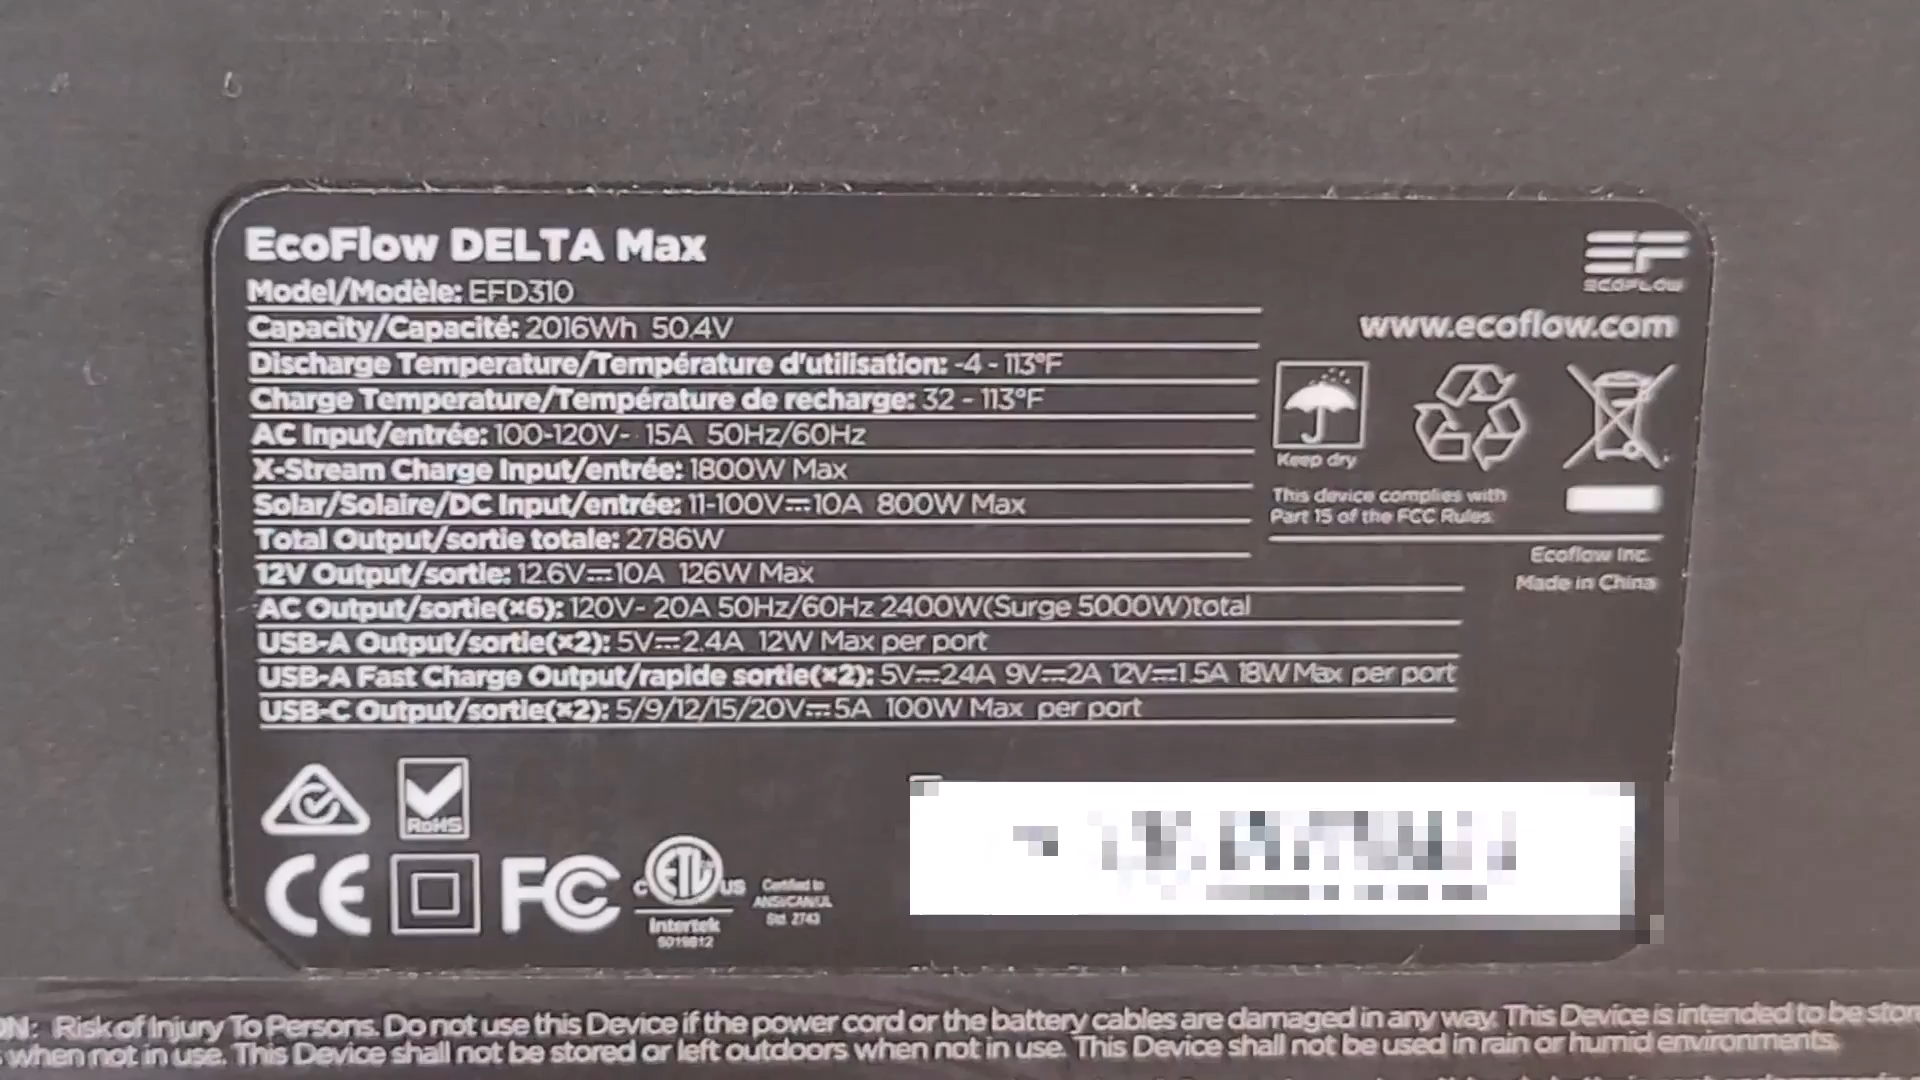 EcoFlow DELTA Max
Model/Modèle: EFD310
Capacity/Capacité: 2016Wh 50.4V
Discharge Temperature/Température d'utilisation: -4 - 113°F
Charge Temperature/Température de recharge: 32 - 113°F
AC Input/entrée: 100-120V~ 15A 50Hz/60Hz
X-Stream Charge Input/entrée: 1800W Max
Solar/Solaire/DC Input/entrée: 11-100V⎓10A 800W Max
Total Output/sortie totale: 2786W
12V Output/sortie: 12.6V⎓10A 126W Max
AC Output/sortie(×6): 120V~ 20A 50Hz/60Hz 2400W(Surge 5000W)total
USB-A Output/sortie(×2): 5V⎓2.4A 12W Max per port
USB-A Fast Charge Output/rapide sortie(×2): 5V⎓2.4A 9V⎓2A 12V⎓1.5A 18W Max per port
USB-C Output/sortie(×2): 5/9/12/15/20V⎓5A 100W Max per port
EF
ECOFLOW
www.ecoflow.com
Keep dry
This device complies with
Part 15 of the FCC Rules.
Ecoflow Inc.
Made in China
RoHS
CE
FC
c ETL us
Intertek
5019812
Certified to
ANSI/CAN/UL
Std. 2743
ON: Risk of Injury To Persons. Do not use this Device if the power cord or the battery cables are damaged in any way. This Device is intended to be stor
when not in use. This Device shall not be stored or left outdoors when not in use. This Device shall not be used in rain or humid environments.